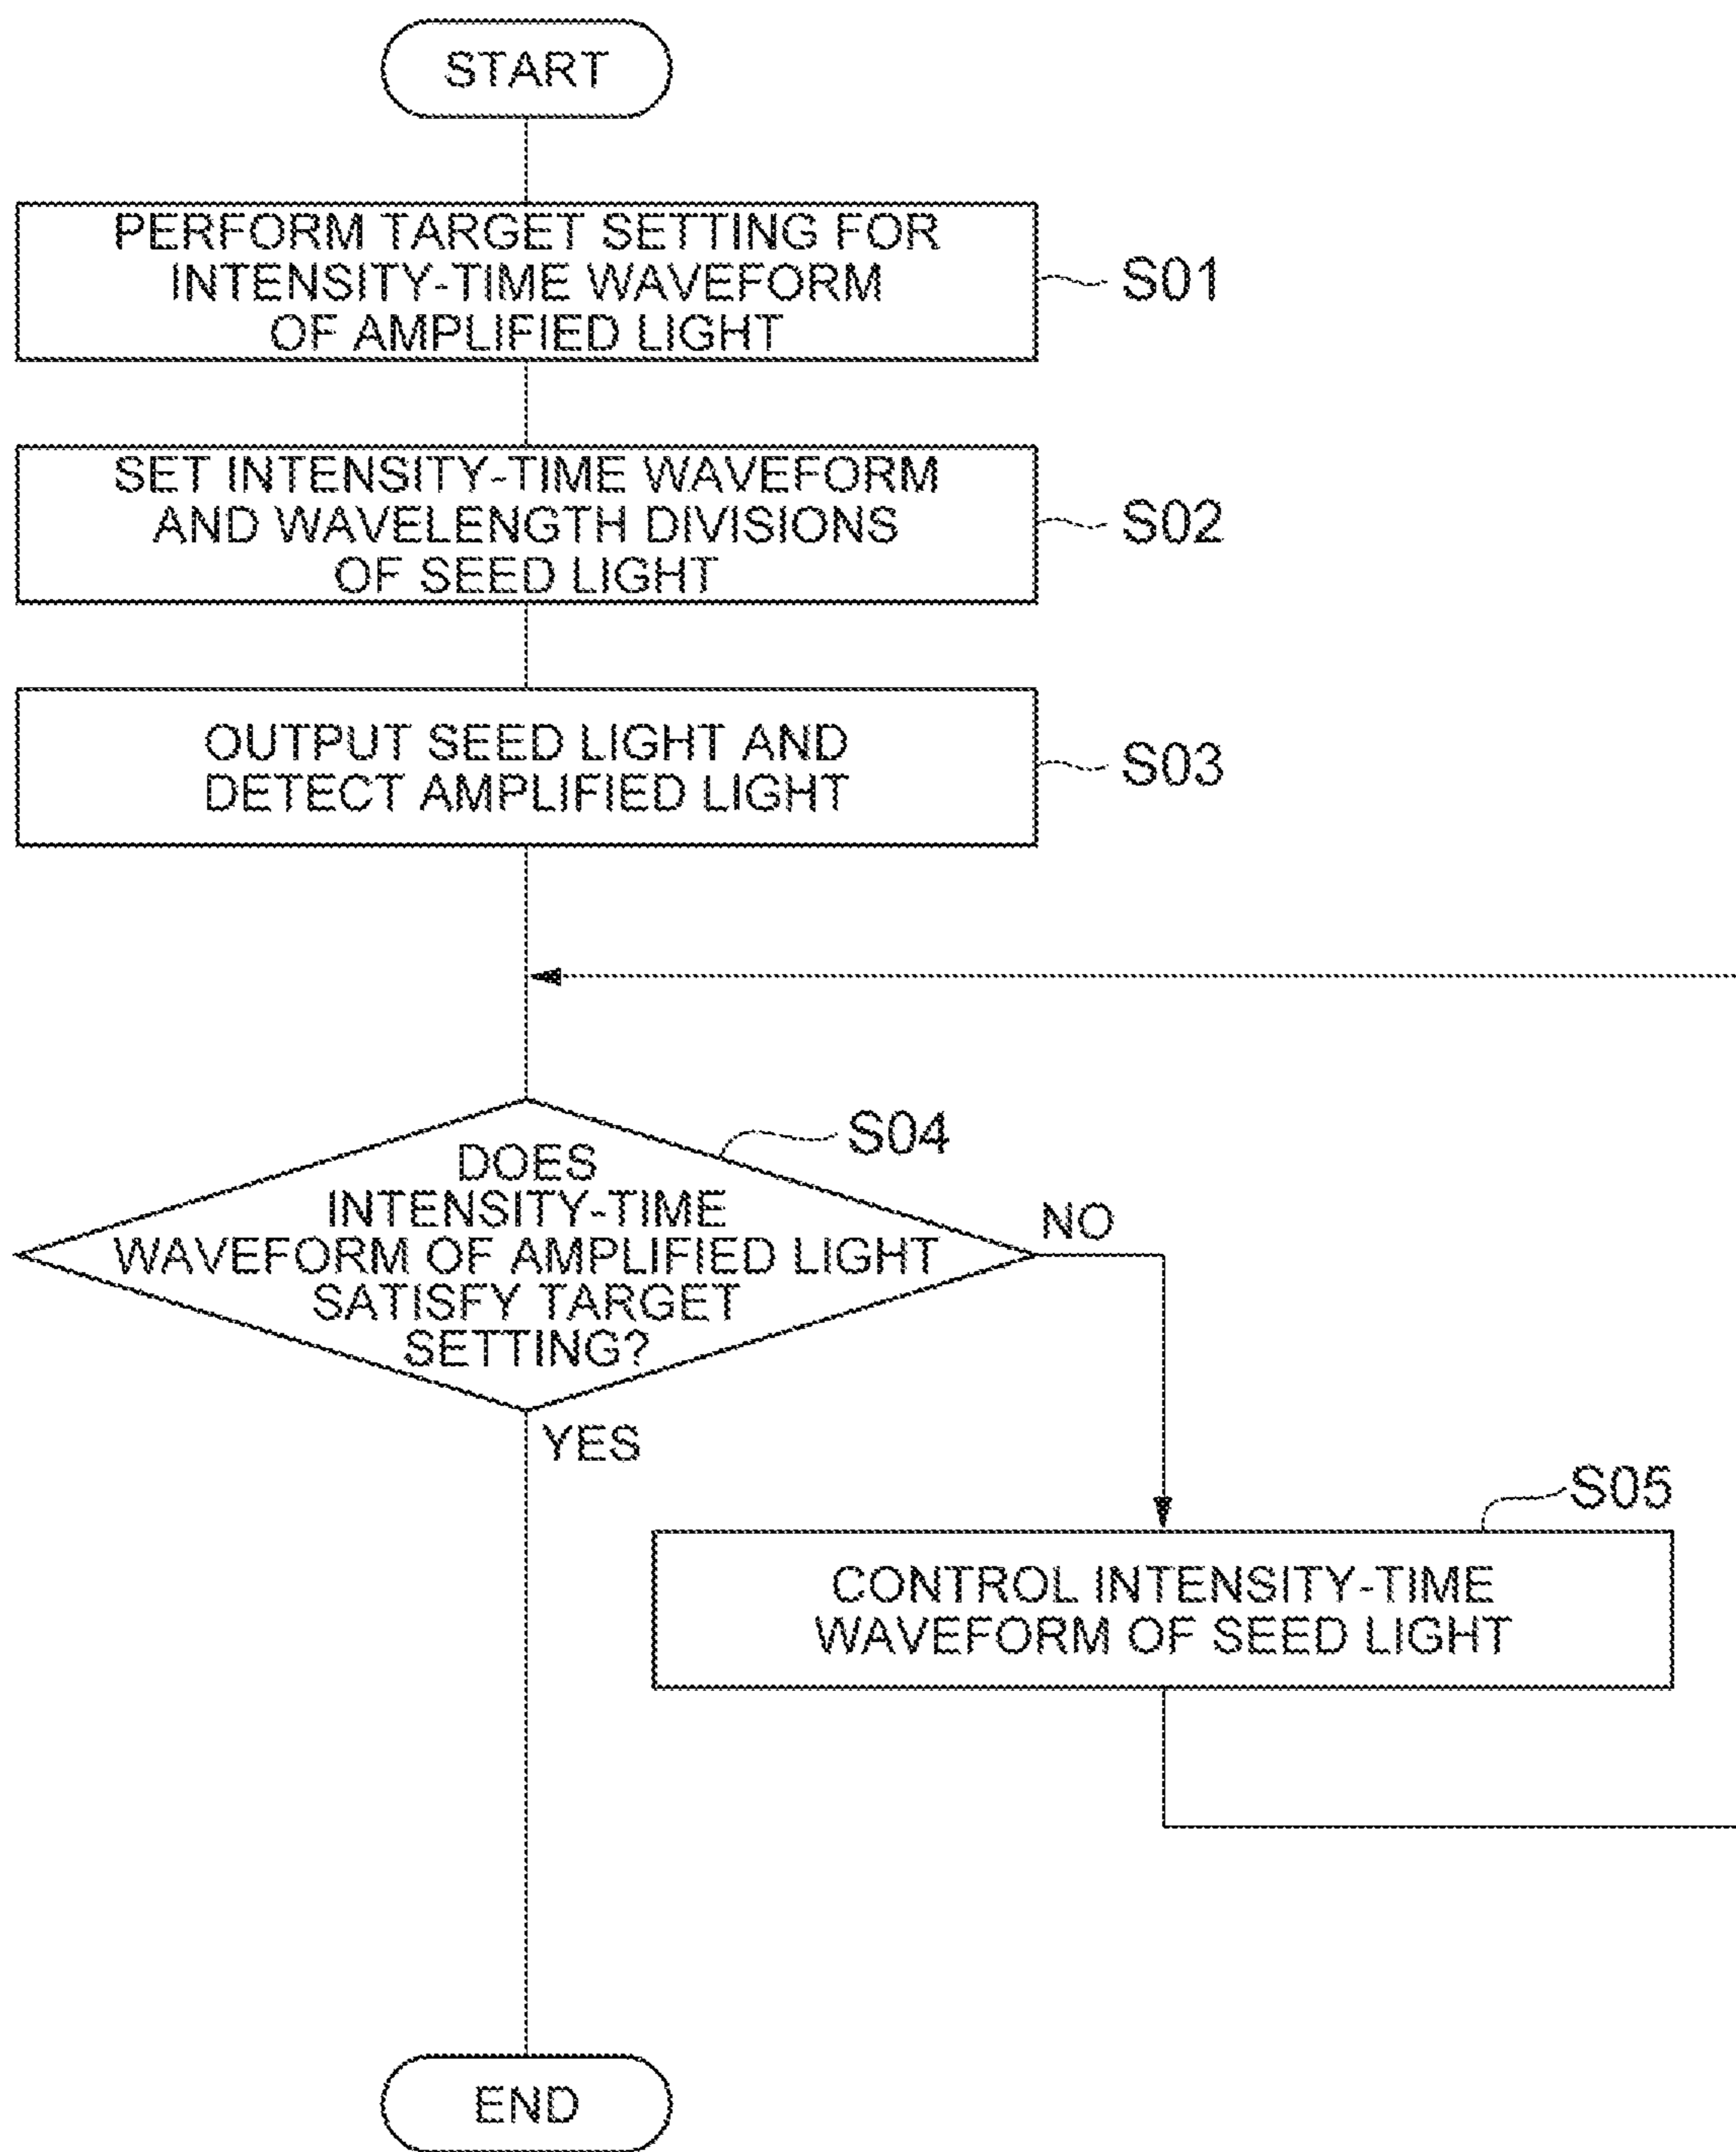 START
PERFORM TARGET SETTING FOR
INTENSITY-TIME WAVEFORM
OF AMPLIFIED LIGHT
S01
SET INTENSITY-TIME WAVEFORM
AND WAVELENGTH DIVISIONS
OF SEED LIGHT
S02
OUTPUT SEED LIGHT AND
DETECT AMPLIFIED LIGHT
S03
S04
DOES
INTENSITY-TIME
WAVEFORM OF AMPLIFIED LIGHT
SATISFY TARGET
SETTING?
NO
YES
S05
CONTROL INTENSITY-TIME
WAVEFORM OF SEED LIGHT
END